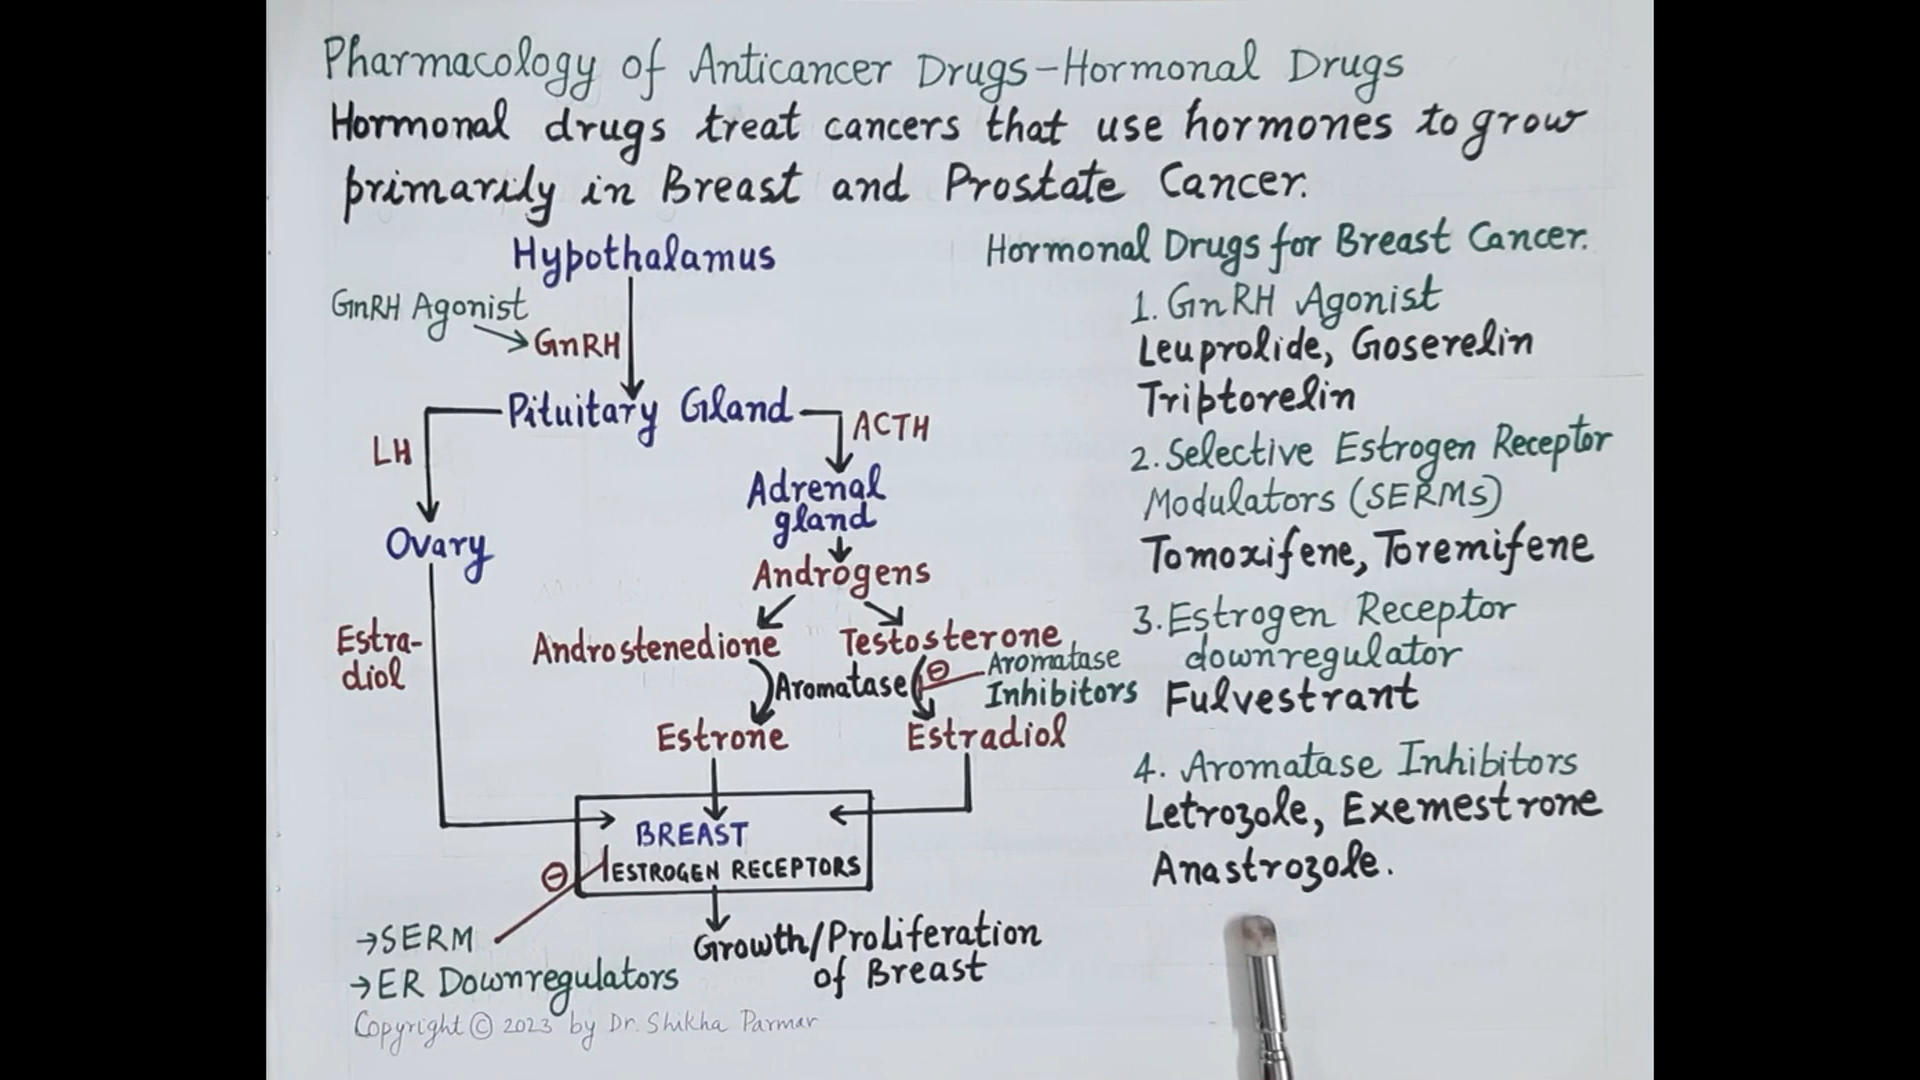 Pharmacology of Anticancer Drugs-Hormonal Drugs
Hormonal drugs treat cancers that use hormones to grow
primarily in Breast and Prostate Cancer.
Hypothalamus
GnRH Agonist
GnRH
Pituitary Gland
LH
ACTH
Ovary
Adrenal
gland
Androgens
Estra-
diol
Androstenedione
Testosterone
Aromatase
Aromatase
Inhibitors
Estrone
Estradiol
BREAST
ESTROGEN RECEPTORS
→SERM
→ER Downregulators
Growth/Proliferation
of Breast
Copyright © 2023 by Dr. Shikha Parmar
Hormonal Drugs for Breast Cancer.
1. GnRH Agonist
Leuprolide, Goserelin
Triptorelin
2. Selective Estrogen Receptor
Modulators (SERMs)
Tomoxifene, Toremifene
3. Estrogen Receptor
downregulator
Fulvestrant
4. Aromatase Inhibitors
Letrozole, Exemestrone
Anastrozole.